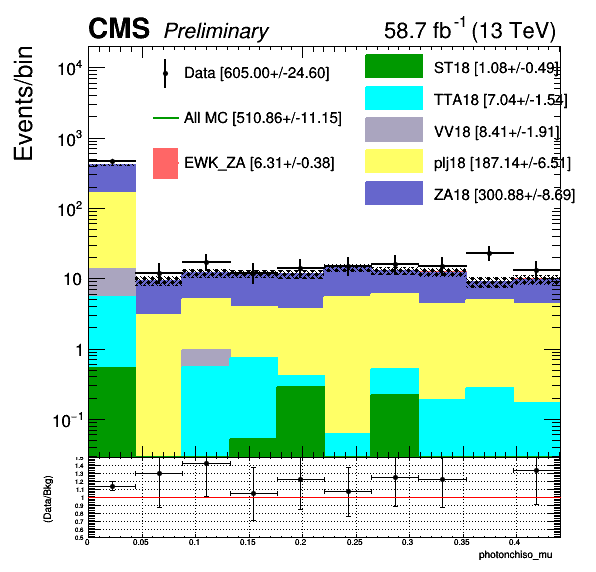 CMS Preliminary 58.7 fb⁻¹ (13 TeV)
Events/bin
10⁴
10³
10²
10
1
10⁻¹
Data [605.00+/-24.60]
All MC [510.86+/-11.15]
EWK_ZA [6.31+/-0.38]
ST18 [1.08+/-0.49]
TTA18 [7.04+/-1.54]
VV18 [8.41+/-1.91]
plj18 [187.14+/-6.51]
ZA18 [300.88+/-8.69]
(Data/Bkg)
1.5
1.4
1.3
1.2
1.1
1
0.9
0.8
0.7
0.6
0.5
0 0.05 0.1 0.15 0.2 0.25 0.3 0.35 0.4
photonchiso_mu